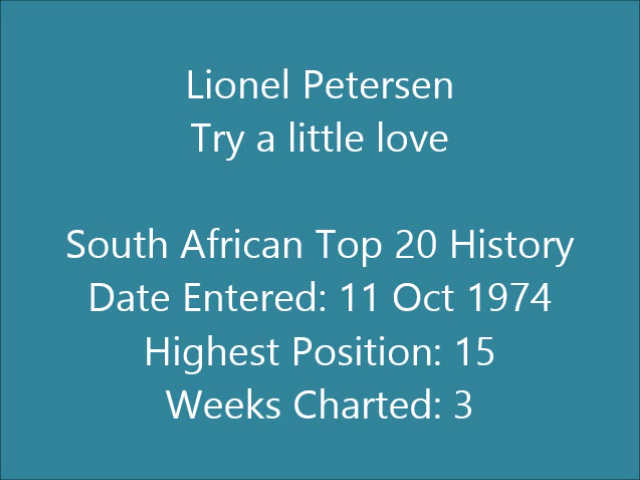 Lionel Petersen
Try a little love
South African Top 20 History
Date Entered: 11 Oct 1974
Highest Position: 15
Weeks Charted: 3